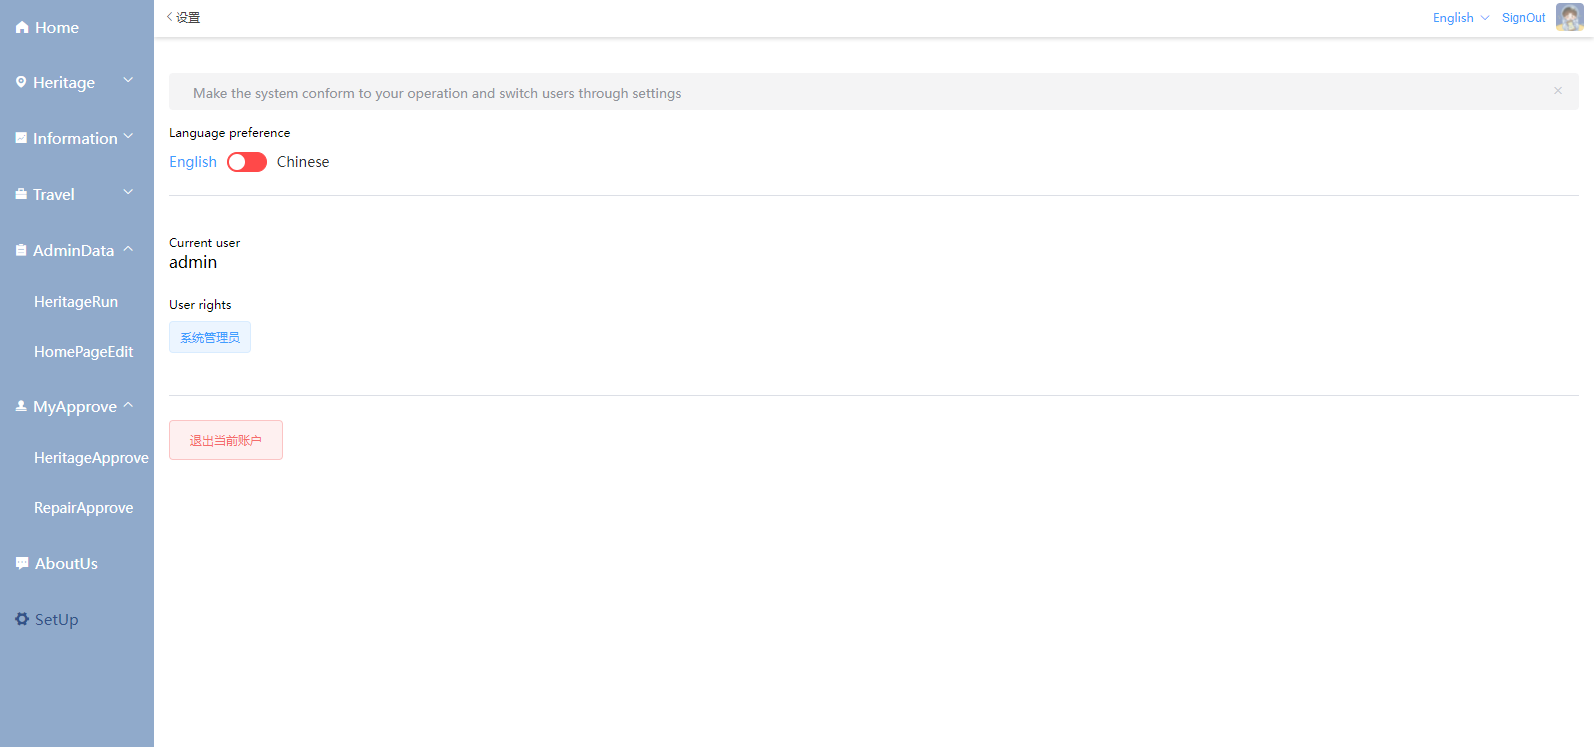 Home
Heritage
Information
Travel
AdminData
HeritageRun
HomePageEdit
MyApprove
HeritageApprove
RepairApprove
AboutUs
SetUp
设置
English
SignOut
Make the system conform to your operation and switch users through settings
Language preference
English Chinese
Current user
admin
User rights
系统管理员
退出当前账户